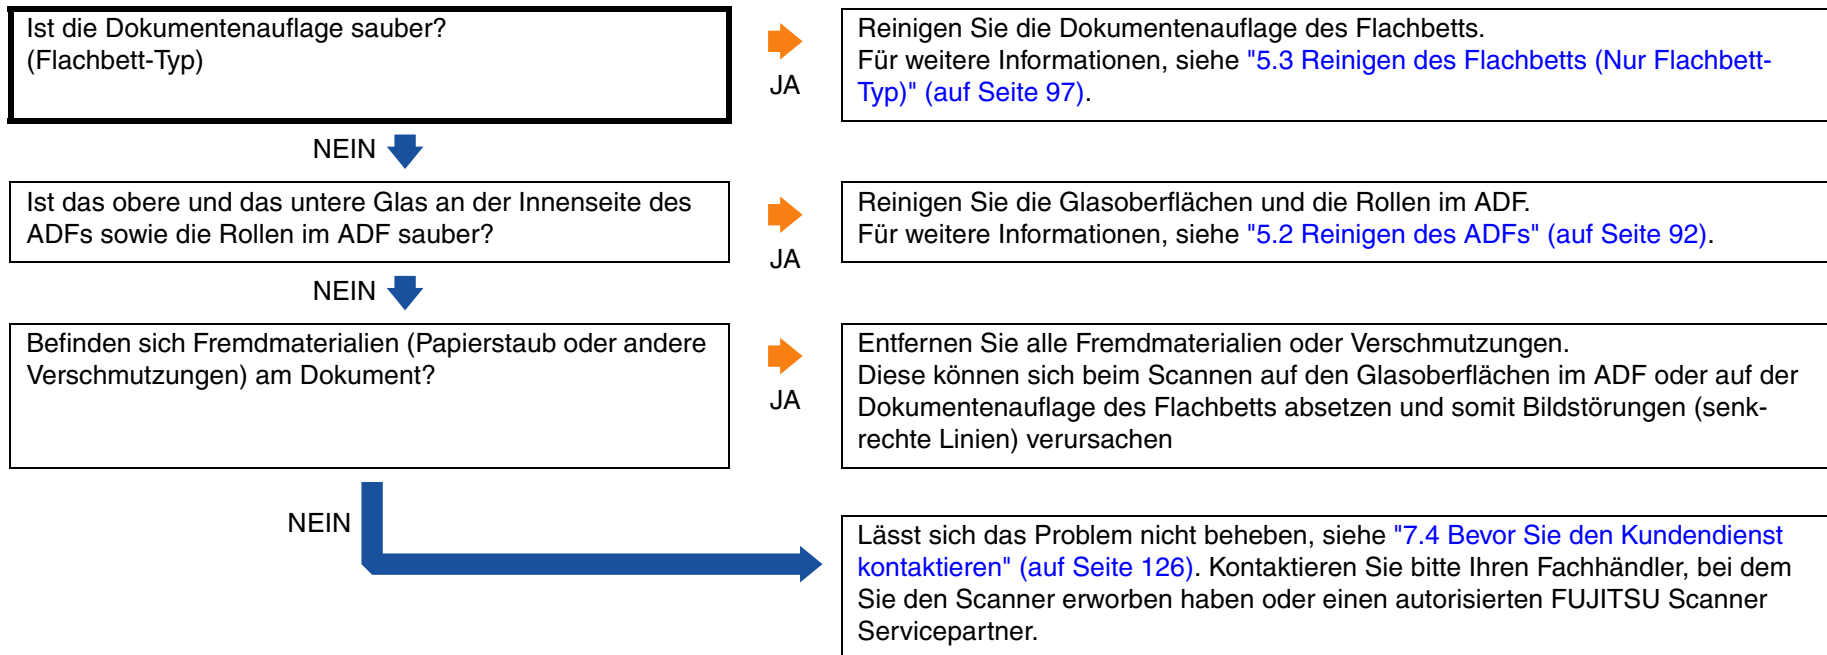 Ist die Dokumentenauflage sauber?
(Flachbett-Typ)
JA
Reinigen Sie die Dokumentenauflage des Flachbetts.
Für weitere Informationen, siehe "5.3 Reinigen des Flachbetts (Nur Flachbett-
Typ)" (auf Seite 97).
NEIN
Ist das obere und das untere Glas an der Innenseite des
ADFs sowie die Rollen im ADF sauber?
JA
Reinigen Sie die Glasoberflächen und die Rollen im ADF.
Für weitere Informationen, siehe "5.2 Reinigen des ADFs" (auf Seite 92).
NEIN
Befinden sich Fremdmaterialien (Papierstaub oder andere
Verschmutzungen) am Dokument?
JA
Entfernen Sie alle Fremdmaterialien oder Verschmutzungen.
Diese können sich beim Scannen auf den Glasoberflächen im ADF oder auf der
Dokumentenauflage des Flachbetts absetzen und somit Bildstörungen (senk-
rechte Linien) verursachen
NEIN
Lässt sich das Problem nicht beheben, siehe "7.4 Bevor Sie den Kundendienst
kontaktieren" (auf Seite 126). Kontaktieren Sie bitte Ihren Fachhändler, bei dem
Sie den Scanner erworben haben oder einen autorisierten FUJITSU Scanner
Servicepartner.